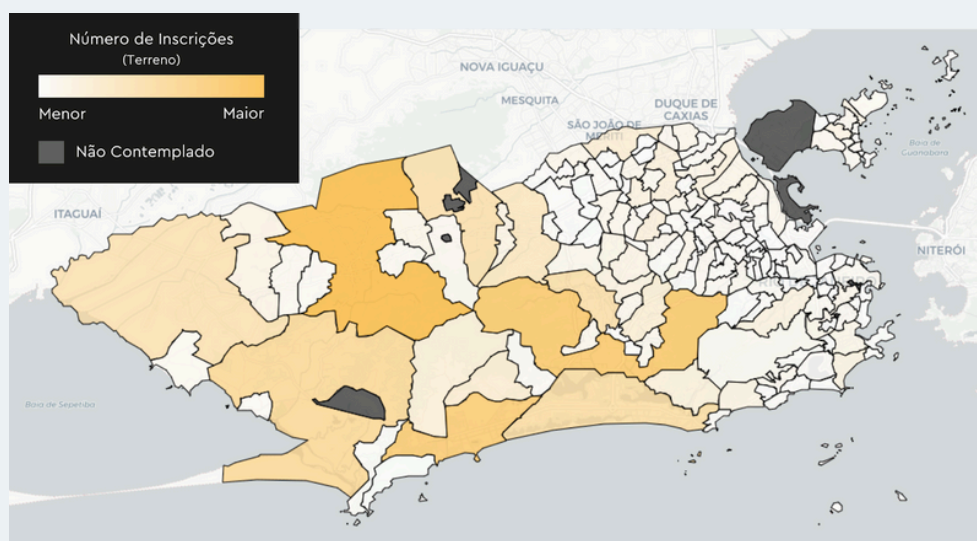 Número de Inscrições
(Terreno)
Menor
Maior
Não Contemplado
NOVA IGUAÇU
MESQUITA
DUQUE DE
CAXIAS
SÃO JOÃO DE
MERITI
Baía de
Guanabara
ITAGUAÍ
NITERÓI
Baía de Sepetiba